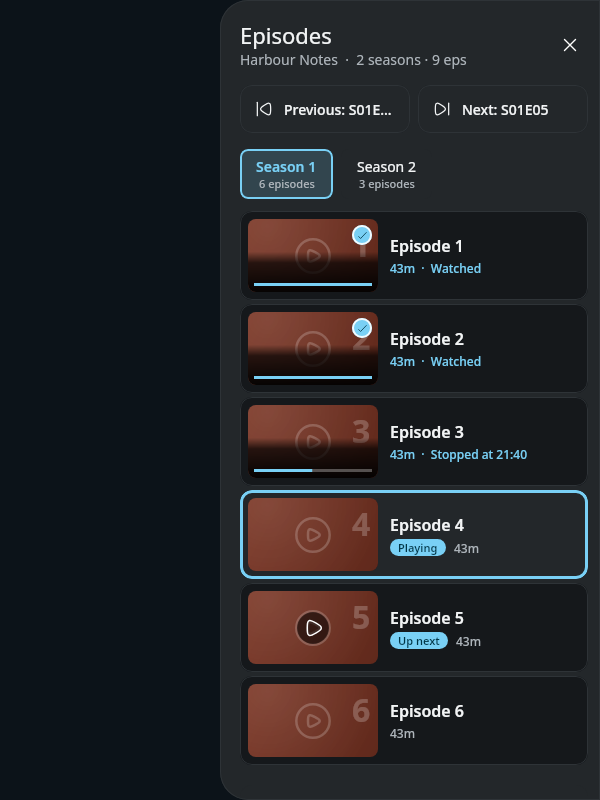 Episodes
Harbour Notes · 2 seasons · 9 eps
Previous: S01E…
Next: S01E05
Season 1
6 episodes
Season 2
3 episodes
1
Episode 1
43m · Watched
2
Episode 2
43m · Watched
3
Episode 3
43m · Stopped at 21:40
4
Episode 4
Playing 43m
5
Episode 5
Up next 43m
6
Episode 6
43m